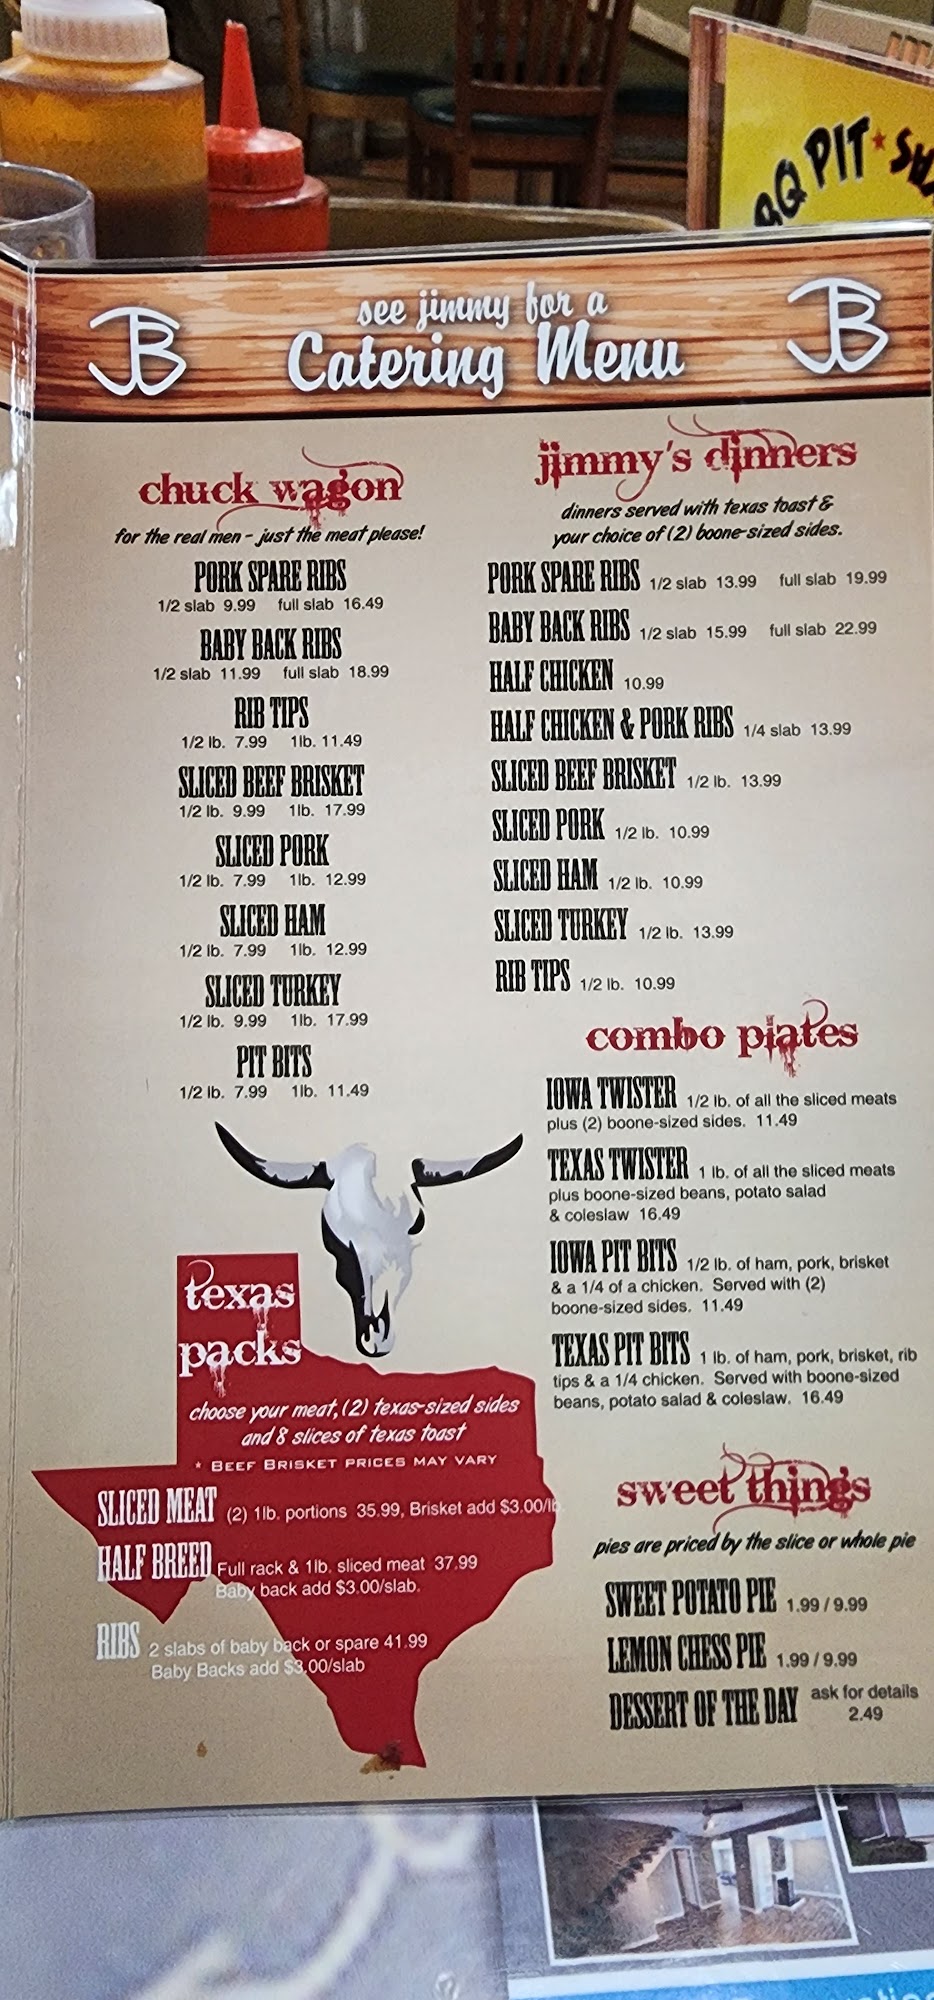 BQ PIT ★ SHA
JB
see jimmy for a
Catering Menu
JB
chuck wagon
for the real men - just the meat please!
PORK SPARE RIBS
1/2 slab 9.99 full slab 16.49
BABY BACK RIBS
1/2 slab 11.99 full slab 18.99
RIB TIPS
1/2 lb. 7.99 1lb. 11.49
SLICED BEEF BRISKET
1/2 lb. 9.99 1lb. 17.99
SLICED PORK
1/2 lb. 7.99 1lb. 12.99
SLICED HAM
1/2 lb. 7.99 1lb. 12.99
SLICED TURKEY
1/2 lb. 9.99 1lb. 17.99
PIT BITS
1/2 lb. 7.99 1lb. 11.49
texas
packs
choose your meat, (2) texas-sized sides
and 8 slices of texas toast
* BEEF BRISKET PRICES MAY VARY
SLICED MEAT (2) 1lb. portions 35.99, Brisket add $3.00/lb.
HALF BREED Full rack & 1lb. sliced meat 37.99
Baby back add $3.00/slab.
RIBS 2 slabs of baby back or spare 41.99
Baby Backs add $3.00/slab
jimmy's dinners
dinners served with texas toast &
your choice of (2) boone-sized sides.
PORK SPARE RIBS 1/2 slab 13.99 full slab 19.99
BABY BACK RIBS 1/2 slab 15.99 full slab 22.99
HALF CHICKEN 10.99
HALF CHICKEN & PORK RIBS 1/4 slab 13.99
SLICED BEEF BRISKET 1/2 lb. 13.99
SLICED PORK 1/2 lb. 10.99
SLICED HAM 1/2 lb. 10.99
SLICED TURKEY 1/2 lb. 13.99
RIB TIPS 1/2 lb. 10.99
combo plates
IOWA TWISTER 1/2 lb. of all the sliced meats
plus (2) boone-sized sides. 11.49
TEXAS TWISTER 1 lb. of all the sliced meats
plus boone-sized beans, potato salad
& coleslaw 16.49
IOWA PIT BITS 1/2 lb. of ham, pork, brisket
& a 1/4 of a chicken. Served with (2)
boone-sized sides. 11.49
TEXAS PIT BITS 1 lb. of ham, pork, brisket, rib
tips & a 1/4 chicken. Served with boone-sized
beans, potato salad & coleslaw. 16.49
sweet things
pies are priced by the slice or whole pie
SWEET POTATO PIE 1.99 / 9.99
LEMON CHESS PIE 1.99 / 9.99
DESSERT OF THE DAY ask for details
2.49